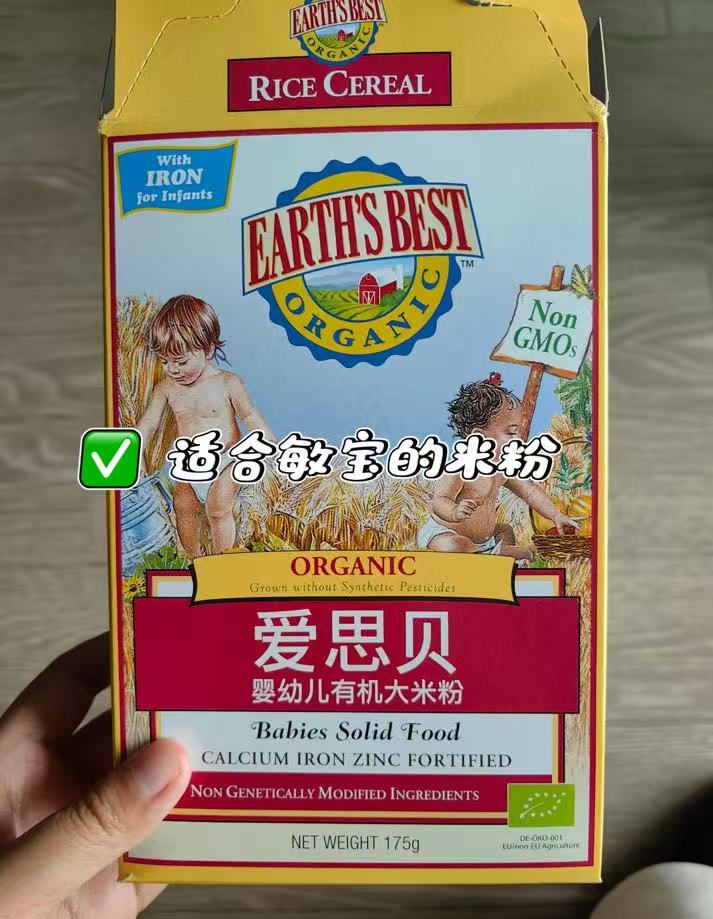 EARTH'S BEST
ORGANIC
RICE CEREAL
With
IRON
for Infants
EARTH'S BEST
TM
ORGANIC
Non
GMOs
✅ 适合敏宝的米粉
ORGANIC
Grown without Synthetic Pesticides
爱思贝
婴幼儿有机大米粉
Babies Solid Food
CALCIUM IRON ZINC FORTIFIED
NON GENETICALLY MODIFIED INGREDIENTS
NET WEIGHT 175g
DE-ÖKO-001
EU/non-EU Agriculture